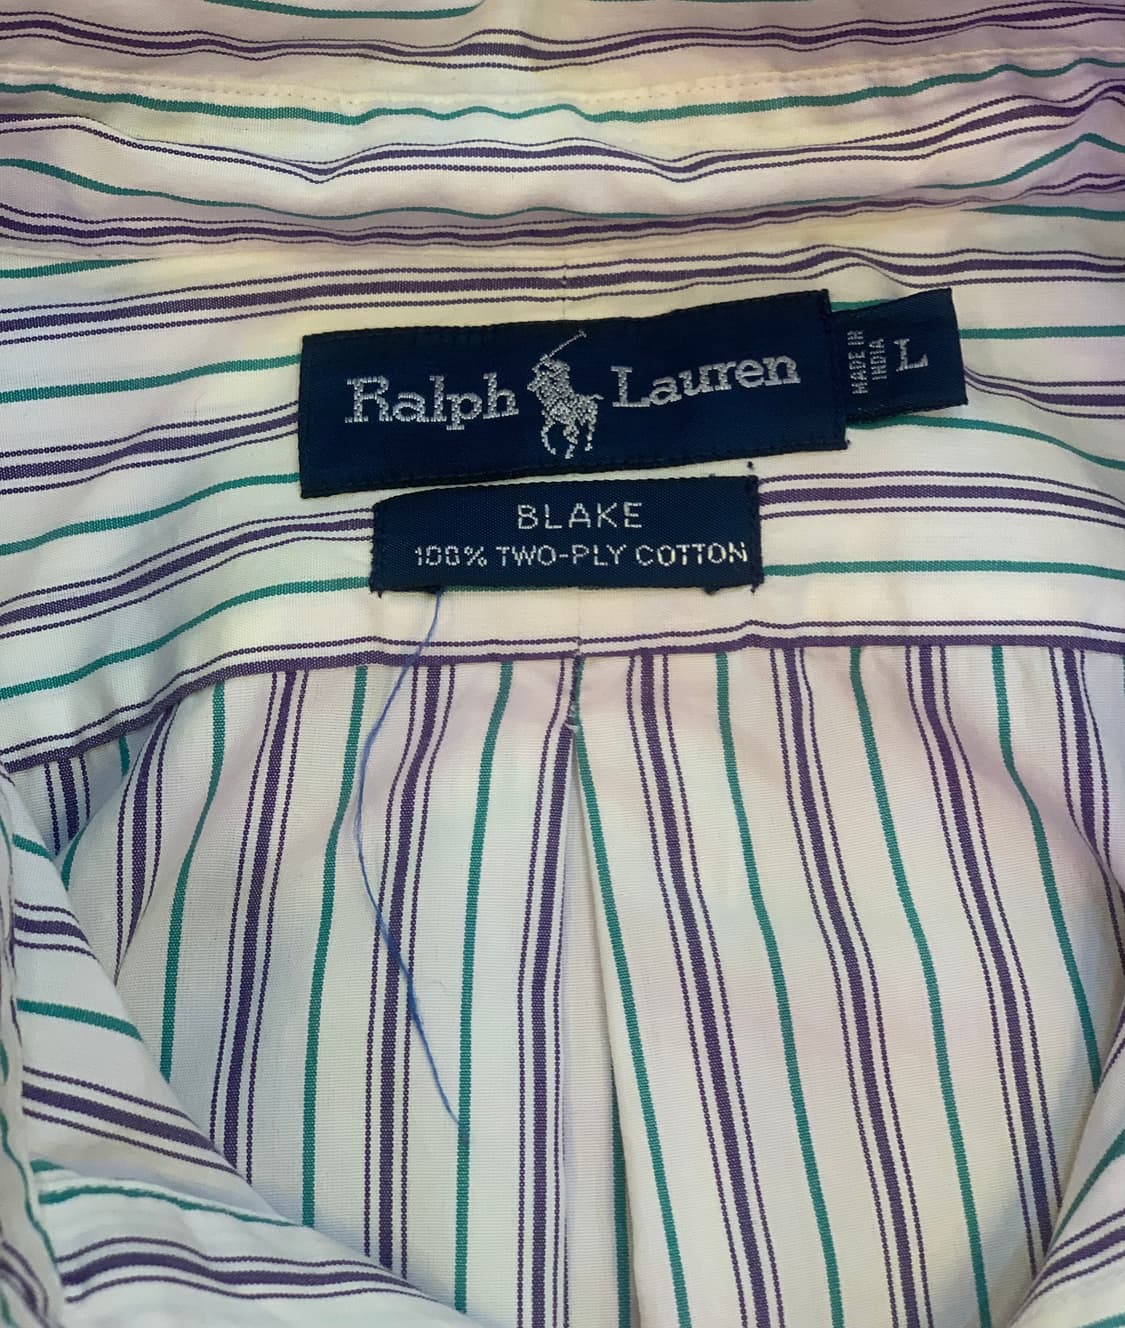 Ralph Lauren
MADE IN
INDIA
L
BLAKE
100% TWO-PLY COTTON